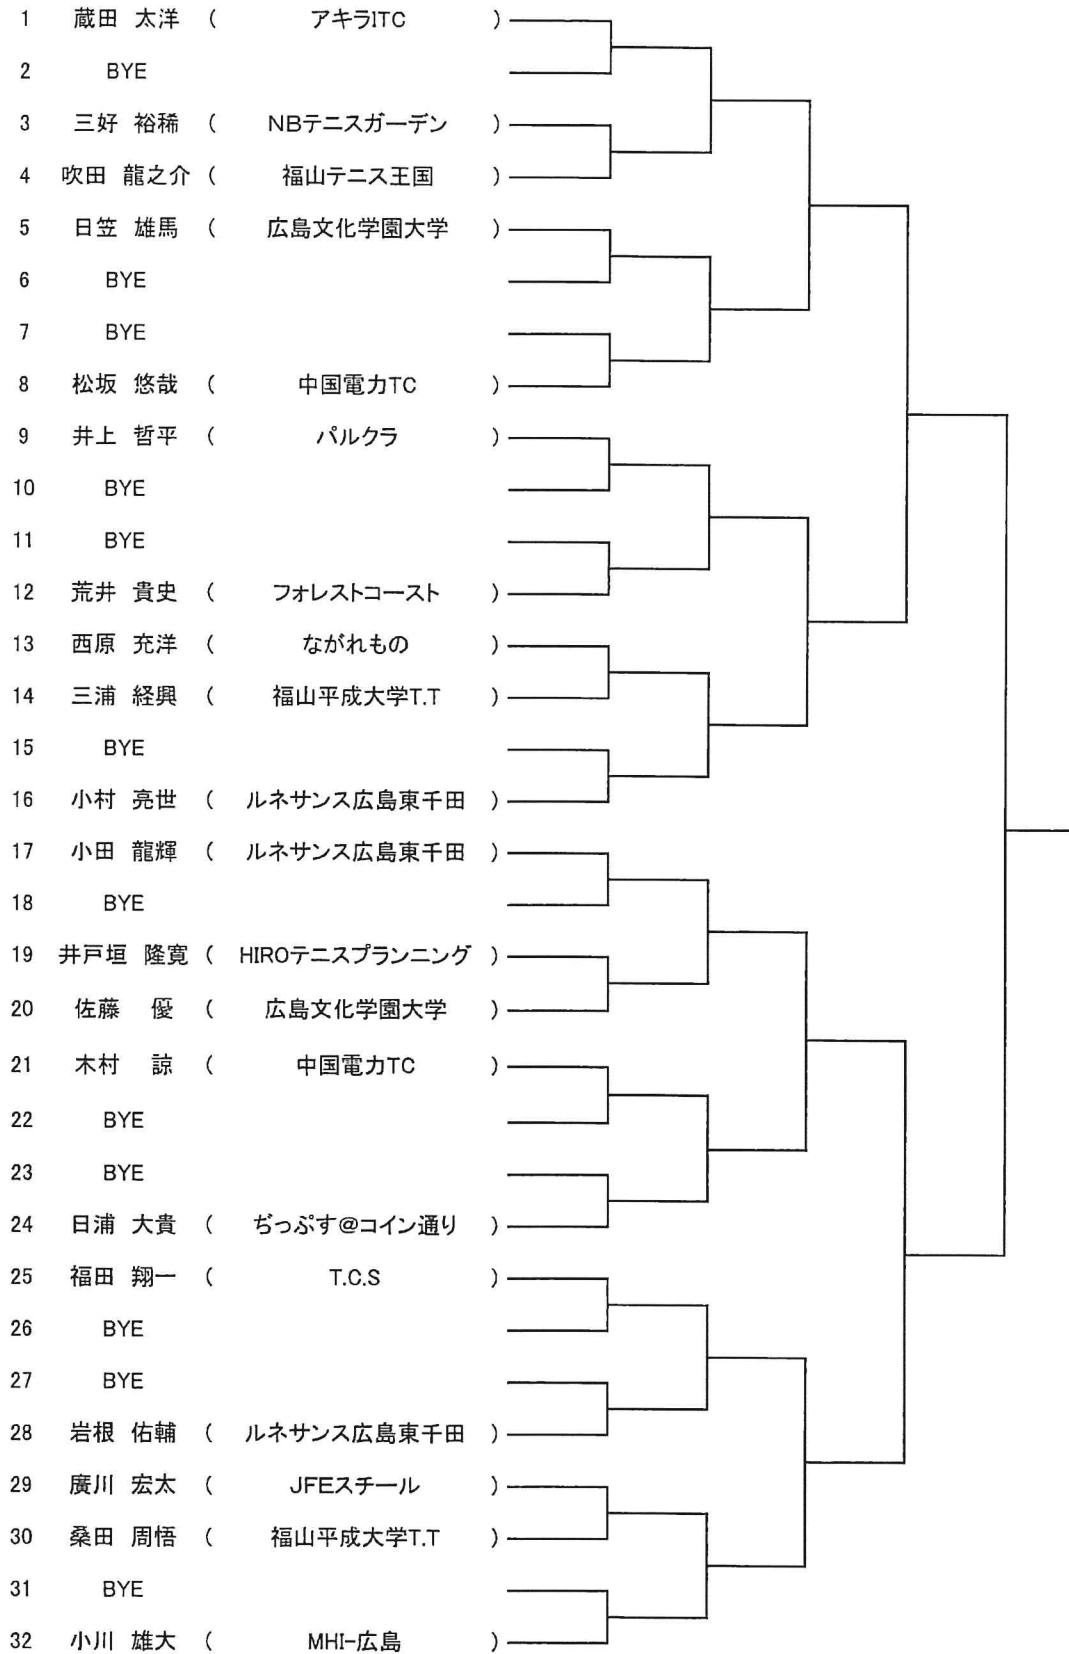 1 蔵田 太洋 ( アキラITC )
2 BYE
3 三好 裕稀 ( NBテニスガーデン )
4 吹田 龍之介 ( 福山テニス王国 )
5 日笠 雄馬 ( 広島文化学園大学 )
6 BYE
7 BYE
8 松坂 悠哉 ( 中国電力TC )
9 井上 哲平 ( パルクラ )
10 BYE
11 BYE
12 荒井 貴史 ( フォレストコースト )
13 西原 充洋 ( ながれもの )
14 三浦 経興 ( 福山平成大学T.T )
15 BYE
16 小村 亮世 ( ルネサンス広島東千田 )
17 小田 龍輝 ( ルネサンス広島東千田 )
18 BYE
19 井戸垣 隆寛 ( HIROテニスプランニング )
20 佐藤 優 ( 広島文化学園大学 )
21 木村 諒 ( 中国電力TC )
22 BYE
23 BYE
24 日浦 大貴 ( ぢっぷす@コイン通り )
25 福田 翔一 ( T.C.S )
26 BYE
27 BYE
28 岩根 佑輔 ( ルネサンス広島東千田 )
29 廣川 宏太 ( JFEスチール )
30 桑田 周悟 ( 福山平成大学T.T )
31 BYE
32 小川 雄大 ( MHI-広島 )